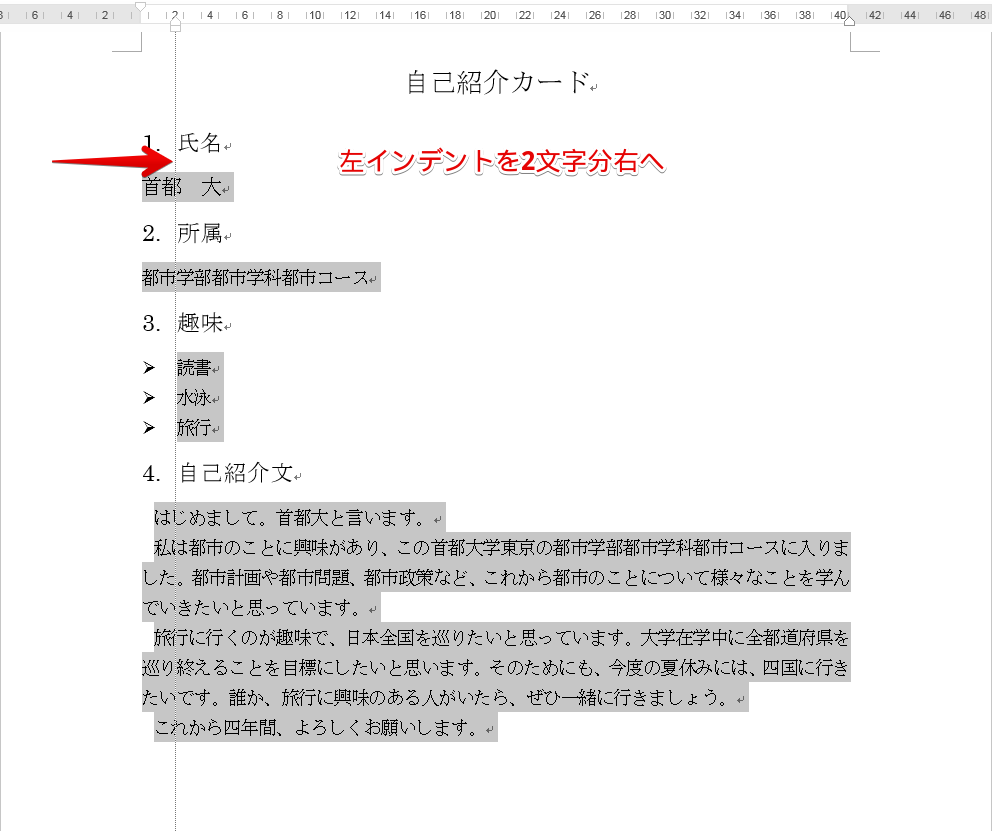 8 6 4 2 2 4 6 8 10 12 14 16 18 20 22 24 26 28 30 32 34 36 38 40 42 44 46 48
自己紹介カード
1. 氏名
左インデントを2文字分右へ
首都 大
2. 所属
都市学部都市学科都市コース
3. 趣味
➢ 読書
➢ 水泳
➢ 旅行
4. 自己紹介文
はじめまして。首都大と言います。
私は都市のことに興味があり、この首都大学東京の都市学部都市学科都市コースに入りま
した。都市計画や都市問題、都市政策など、これから都市のことについて様々なことを学ん
でいきたいと思っています。
旅行に行くのが趣味で、日本全国を巡りたいと思っています。大学在学中に全都道府県を
巡り終えることを目標にしたいと思います。そのためにも、今度の夏休みには、四国に行き
たいです。誰か、旅行に興味のある人がいたら、ぜひ一緒に行きましょう。
これから四年間、よろしくお願いします。